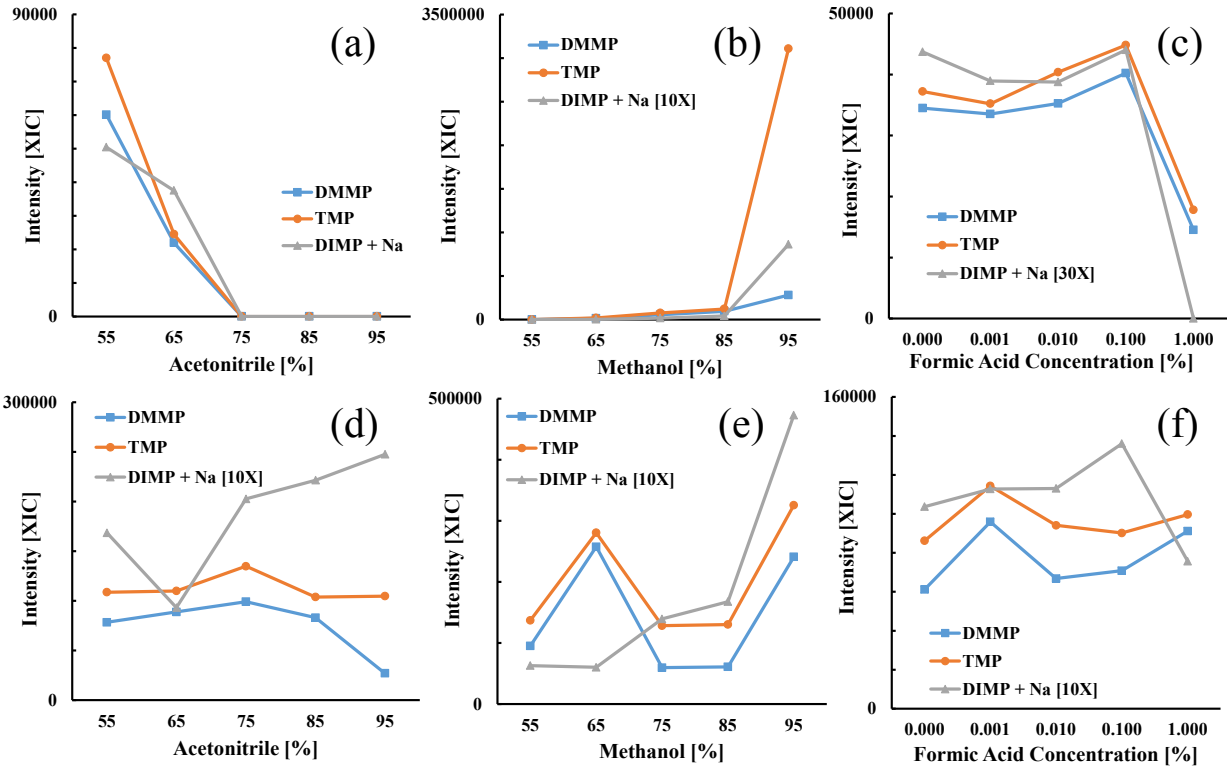 90000
(a)
Intensity [XIC]
DMMP
TMP
DIMP + Na
0
55 65 75 85 95
Acetonitrile [%]
3500000
(b)
DMMP
TMP
DIMP + Na [10X]
Intensity [XIC]
0
55 65 75 85 95
Methanol [%]
50000
(c)
Intensity [XIC]
DMMP
TMP
DIMP + Na [30X]
0
0.000 0.001 0.010 0.100 1.000
Formic Acid Concentration [%]
300000
DMMP
TMP
DIMP + Na [10X]
(d)
Intensity [XIC]
0
55 65 75 85 95
Acetonitrile [%]
500000
DMMP
TMP
DIMP + Na [10X]
(e)
Intensity [XIC]
0
55 65 75 85 95
Methanol [%]
160000
(f)
Intensity [XIC]
DMMP
TMP
DIMP + Na [10X]
0
0.000 0.001 0.010 0.100 1.000
Formic Acid Concentration [%]